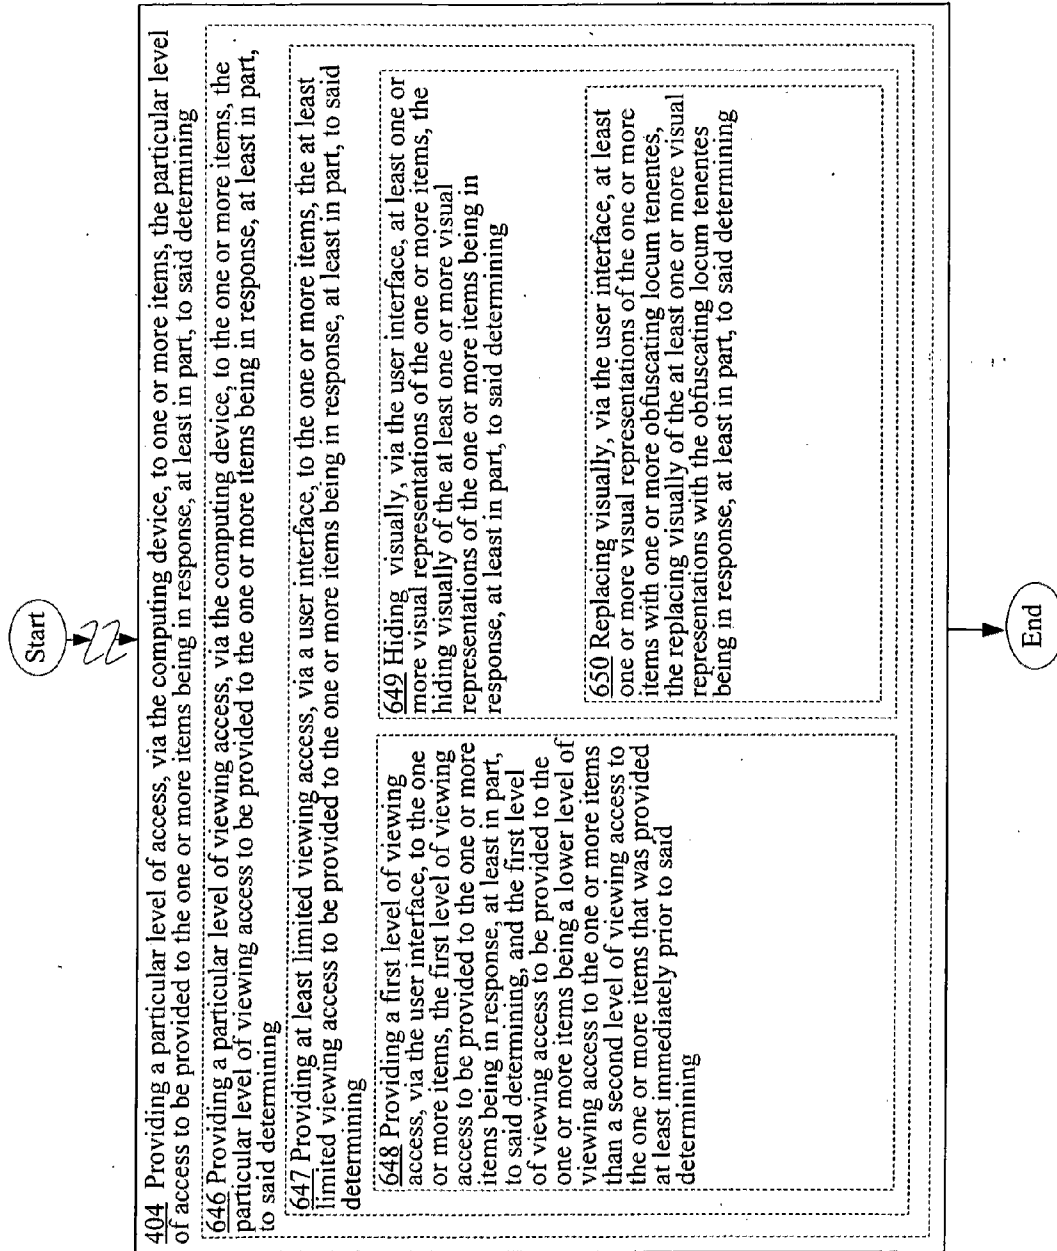 Start
404 Providing a particular level of access, via the computing device, to one or more items, the particular level
of access to be provided to the one or more items being in response, at least in part, to said determining
646 Providing a particular level of viewing access, via the computing device, to the one or more items, the
particular level of viewing access to be provided to the one or more items being in response, at least in part,
to said determining
647 Providing at least limited viewing access, via a user interface, to the one or more items, the at least
limited viewing access to be provided to the one or more items being in response, at least in part, to said
determining
648 Providing a first level of viewing
access, via the user interface, to the one
or more items, the first level of viewing
access to be provided to the one or more
items being in response, at least in part,
to said determining, and the first level
of viewing access to be provided to the
one or more items being a lower level of
viewing access to the one or more items
than a second level of viewing access to
the one or more items that was provided
at least immediately prior to said
determining
649 Hiding visually, via the user interface, at least one or
more visual representations of the one or more items, the
hiding visually of the at least one or more visual
representations of the one or more items being in
response, at least in part, to said determining
650 Replacing visually, via the user interface, at least
one or more visual representations of the one or more
items with one or more obfuscating locum tenentes,
the replacing visually of the at least one or more visual
representations with the obfuscating locum tenentes
being in response, at least in part, to said determining
End